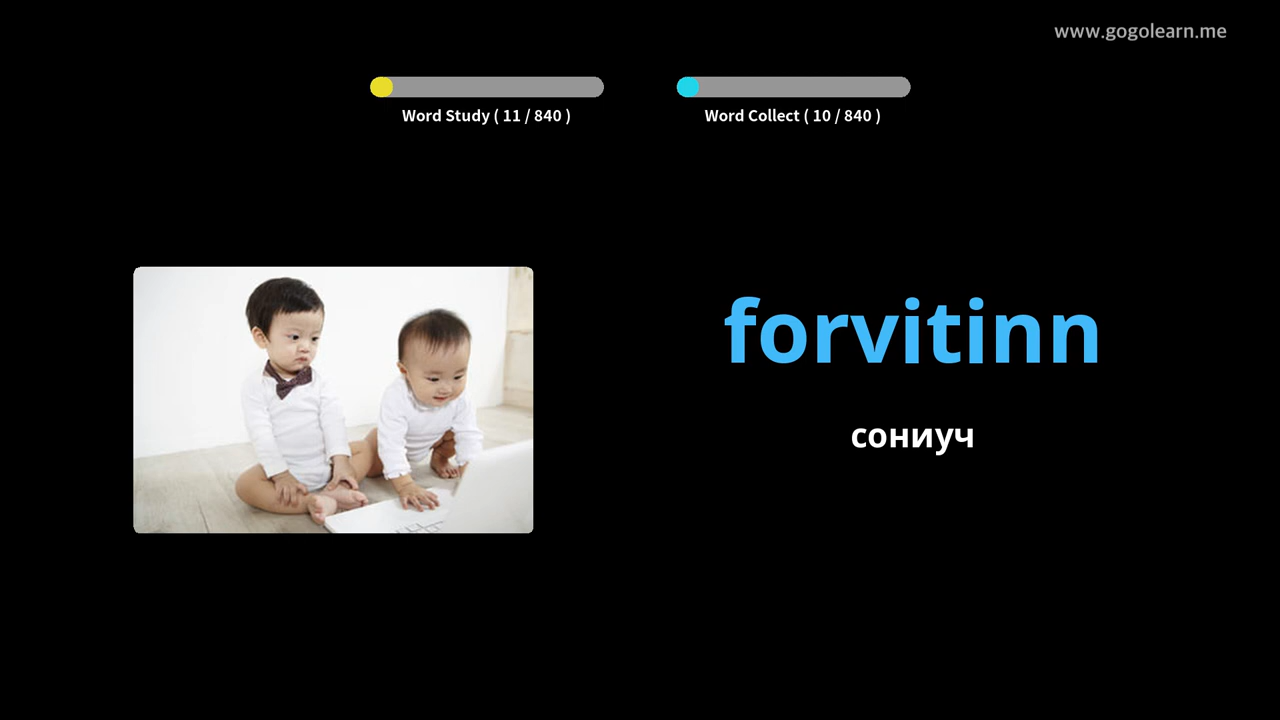 www.gogolearn.me
Word Study ( 11 / 840 )
Word Collect ( 10 / 840 )
forvitinn
сониуч